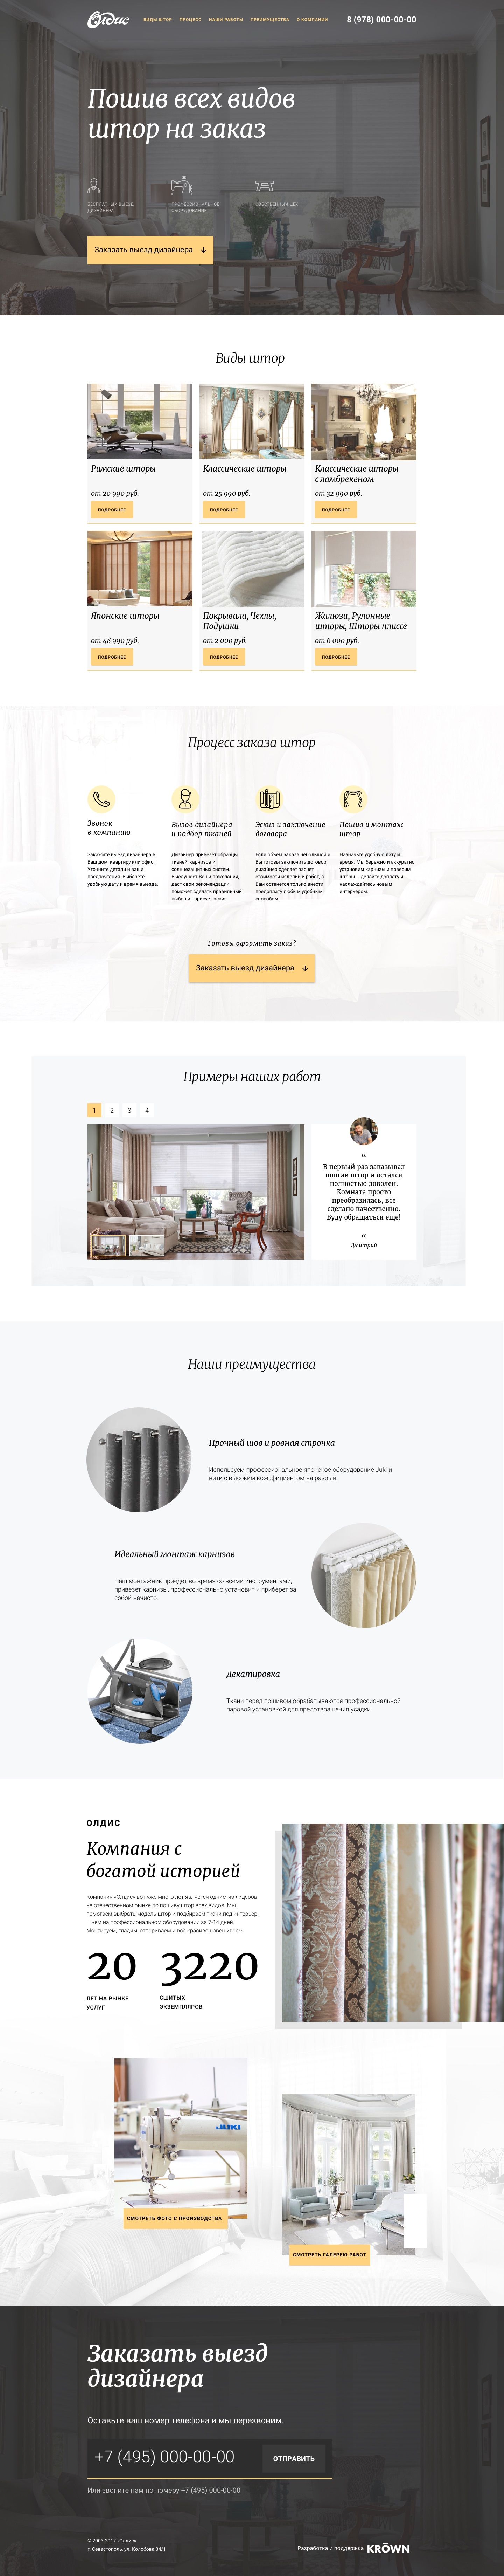 Олдис
ВИДЫ ШТОР ПРОЦЕСС НАШИ РАБОТЫ ПРЕИМУЩЕСТВА О КОМПАНИИ
8 (978) 000-00-00
Пошив всех видов
штор на заказ
БЕСПЛАТНЫЙ ВЫЕЗД
ДИЗАЙНЕРА
ПРОФЕССИОНАЛЬНОЕ
ОБОРУДОВАНИЕ
СОБСТВЕННЫЙ ЦЕХ
Заказать выезд дизайнера
Виды штор
Римские шторы
от 20 990 руб.
ПОДРОБНЕЕ
Классические шторы
от 25 990 руб.
ПОДРОБНЕЕ
Классические шторы
с ламбрекеном
от 32 990 руб.
ПОДРОБНЕЕ
Японские шторы
от 48 990 руб.
ПОДРОБНЕЕ
Покрывала, Чехлы,
Подушки
от 2 000 руб.
ПОДРОБНЕЕ
Жалюзи, Рулонные
шторы, Шторы плиссе
от 6 000 руб.
ПОДРОБНЕЕ
Процесс заказа штор
Звонок
в компанию
Закажите выезд дизайнера в
Ваш дом, квартиру или офис.
Уточните детали и ваши
предпочтения. Выберете
удобную дату и время выезда.
Вызов дизайнера
и подбор тканей
Дизайнер привезет образцы
тканей, карнизов и
солнцезащитных систем.
Выслушает Ваши пожелания,
даст свои рекомендации,
поможет сделать правильный
выбор и нарисует эскиз
Эскиз и заключение
договора
Если объем заказа небольшой и
Вы готовы заключить договор,
дизайнер сделает расчет
стоимости изделий и работ, а
Вам останется только внести
предоплату любым удобным
способом.
Пошив и монтаж
штор
Назначьте удобную дату и
время. Мы бережно и аккуратно
установим карнизы и повесим
шторы. Сделайте доплату и
наслаждайтесь новым
интерьером.
Готовы оформить заказ?
Заказать выезд дизайнера
Примеры наших работ
1 2 3 4
“
В первый раз заказывал
пошив штор и остался
полностью доволен.
Комната просто
преобразилась, все
сделано качественно.
Буду обращаться еще!
“
Дмитрий
Наши преимущества
Прочный шов и ровная строчка
Используем профессиональное японское оборудование Juki и
нити с высоким коэффициентом на разрыв.
Идеальный монтаж карнизов
Наш монтажник приедет во время со всеми инструментами,
привезет карнизы, профессионально установит и приберет за
собой начисто.
Декатировка
Ткани перед пошивом обрабатываются профессиональной
паровой установкой для предотвращения усадки.
ОЛДИС
Компания с
богатой историей
Компания «Олдис» вот уже много лет является одним из лидеров
на отечественном рынке по пошиву штор всех видов. Мы
помогаем выбрать модель штор и подбираем ткани под интерьер.
Шьем на профессиональном оборудовании за 7-14 дней.
Монтируем, гладим, отпариваем и всё красиво навешиваем.
20
ЛЕТ НА РЫНКЕ
УСЛУГ
3220
СШИТЫХ
ЭКЗЕМПЛЯРОВ
JUKI
СМОТРЕТЬ ФОТО С ПРОИЗВОДСТВА
СМОТРЕТЬ ГАЛЕРЕЮ РАБОТ
Заказать выезд
дизайнера
Оставьте ваш номер телефона и мы перезвоним.
+7 (495) 000-00-00
ОТПРАВИТЬ
Или звоните нам по номеру +7 (495) 000-00-00
© 2003-2017 «Олдис»
г. Севастополь, ул. Колобова 34/1
Разработка и поддержка KRŌWN